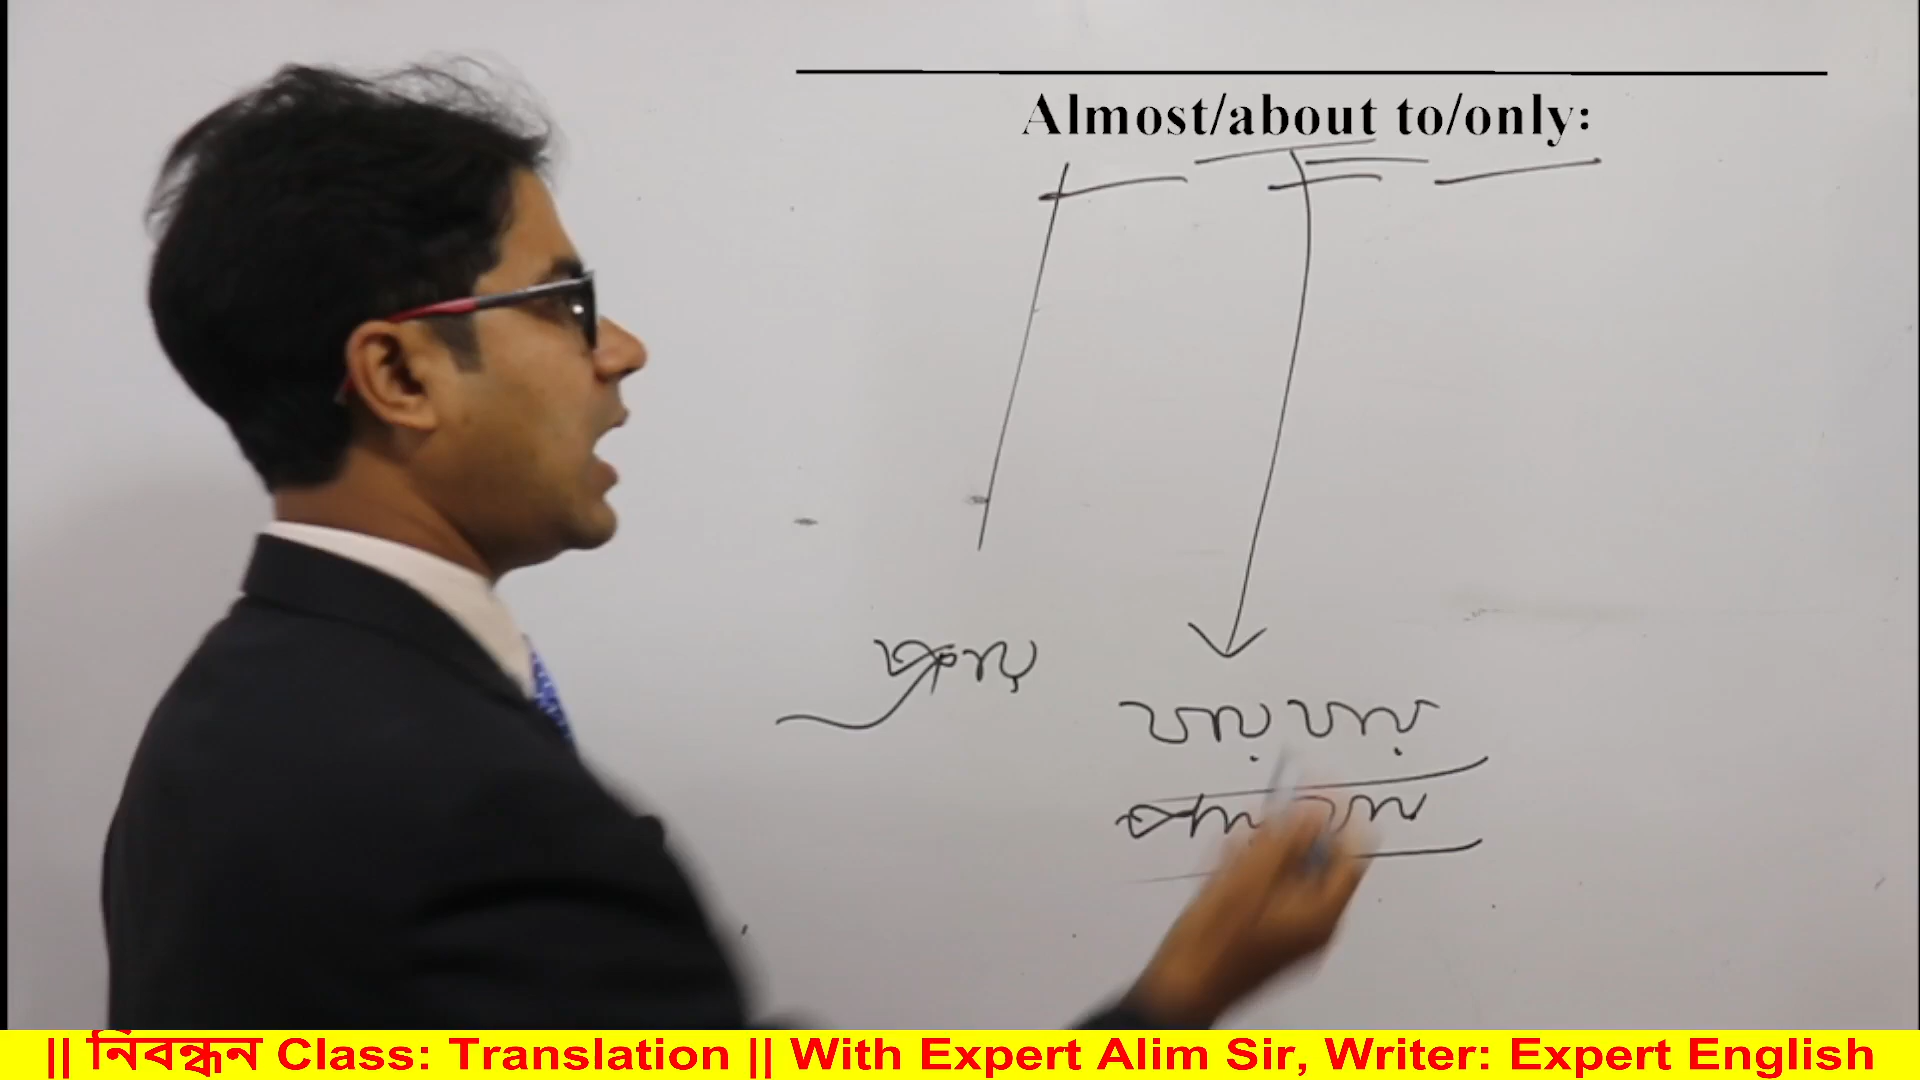 Almost/about to/only:
প্রায়
যায় যায়
|| নিবন্ধন Class: Translation || With Expert Alim Sir, Writer: Expert English